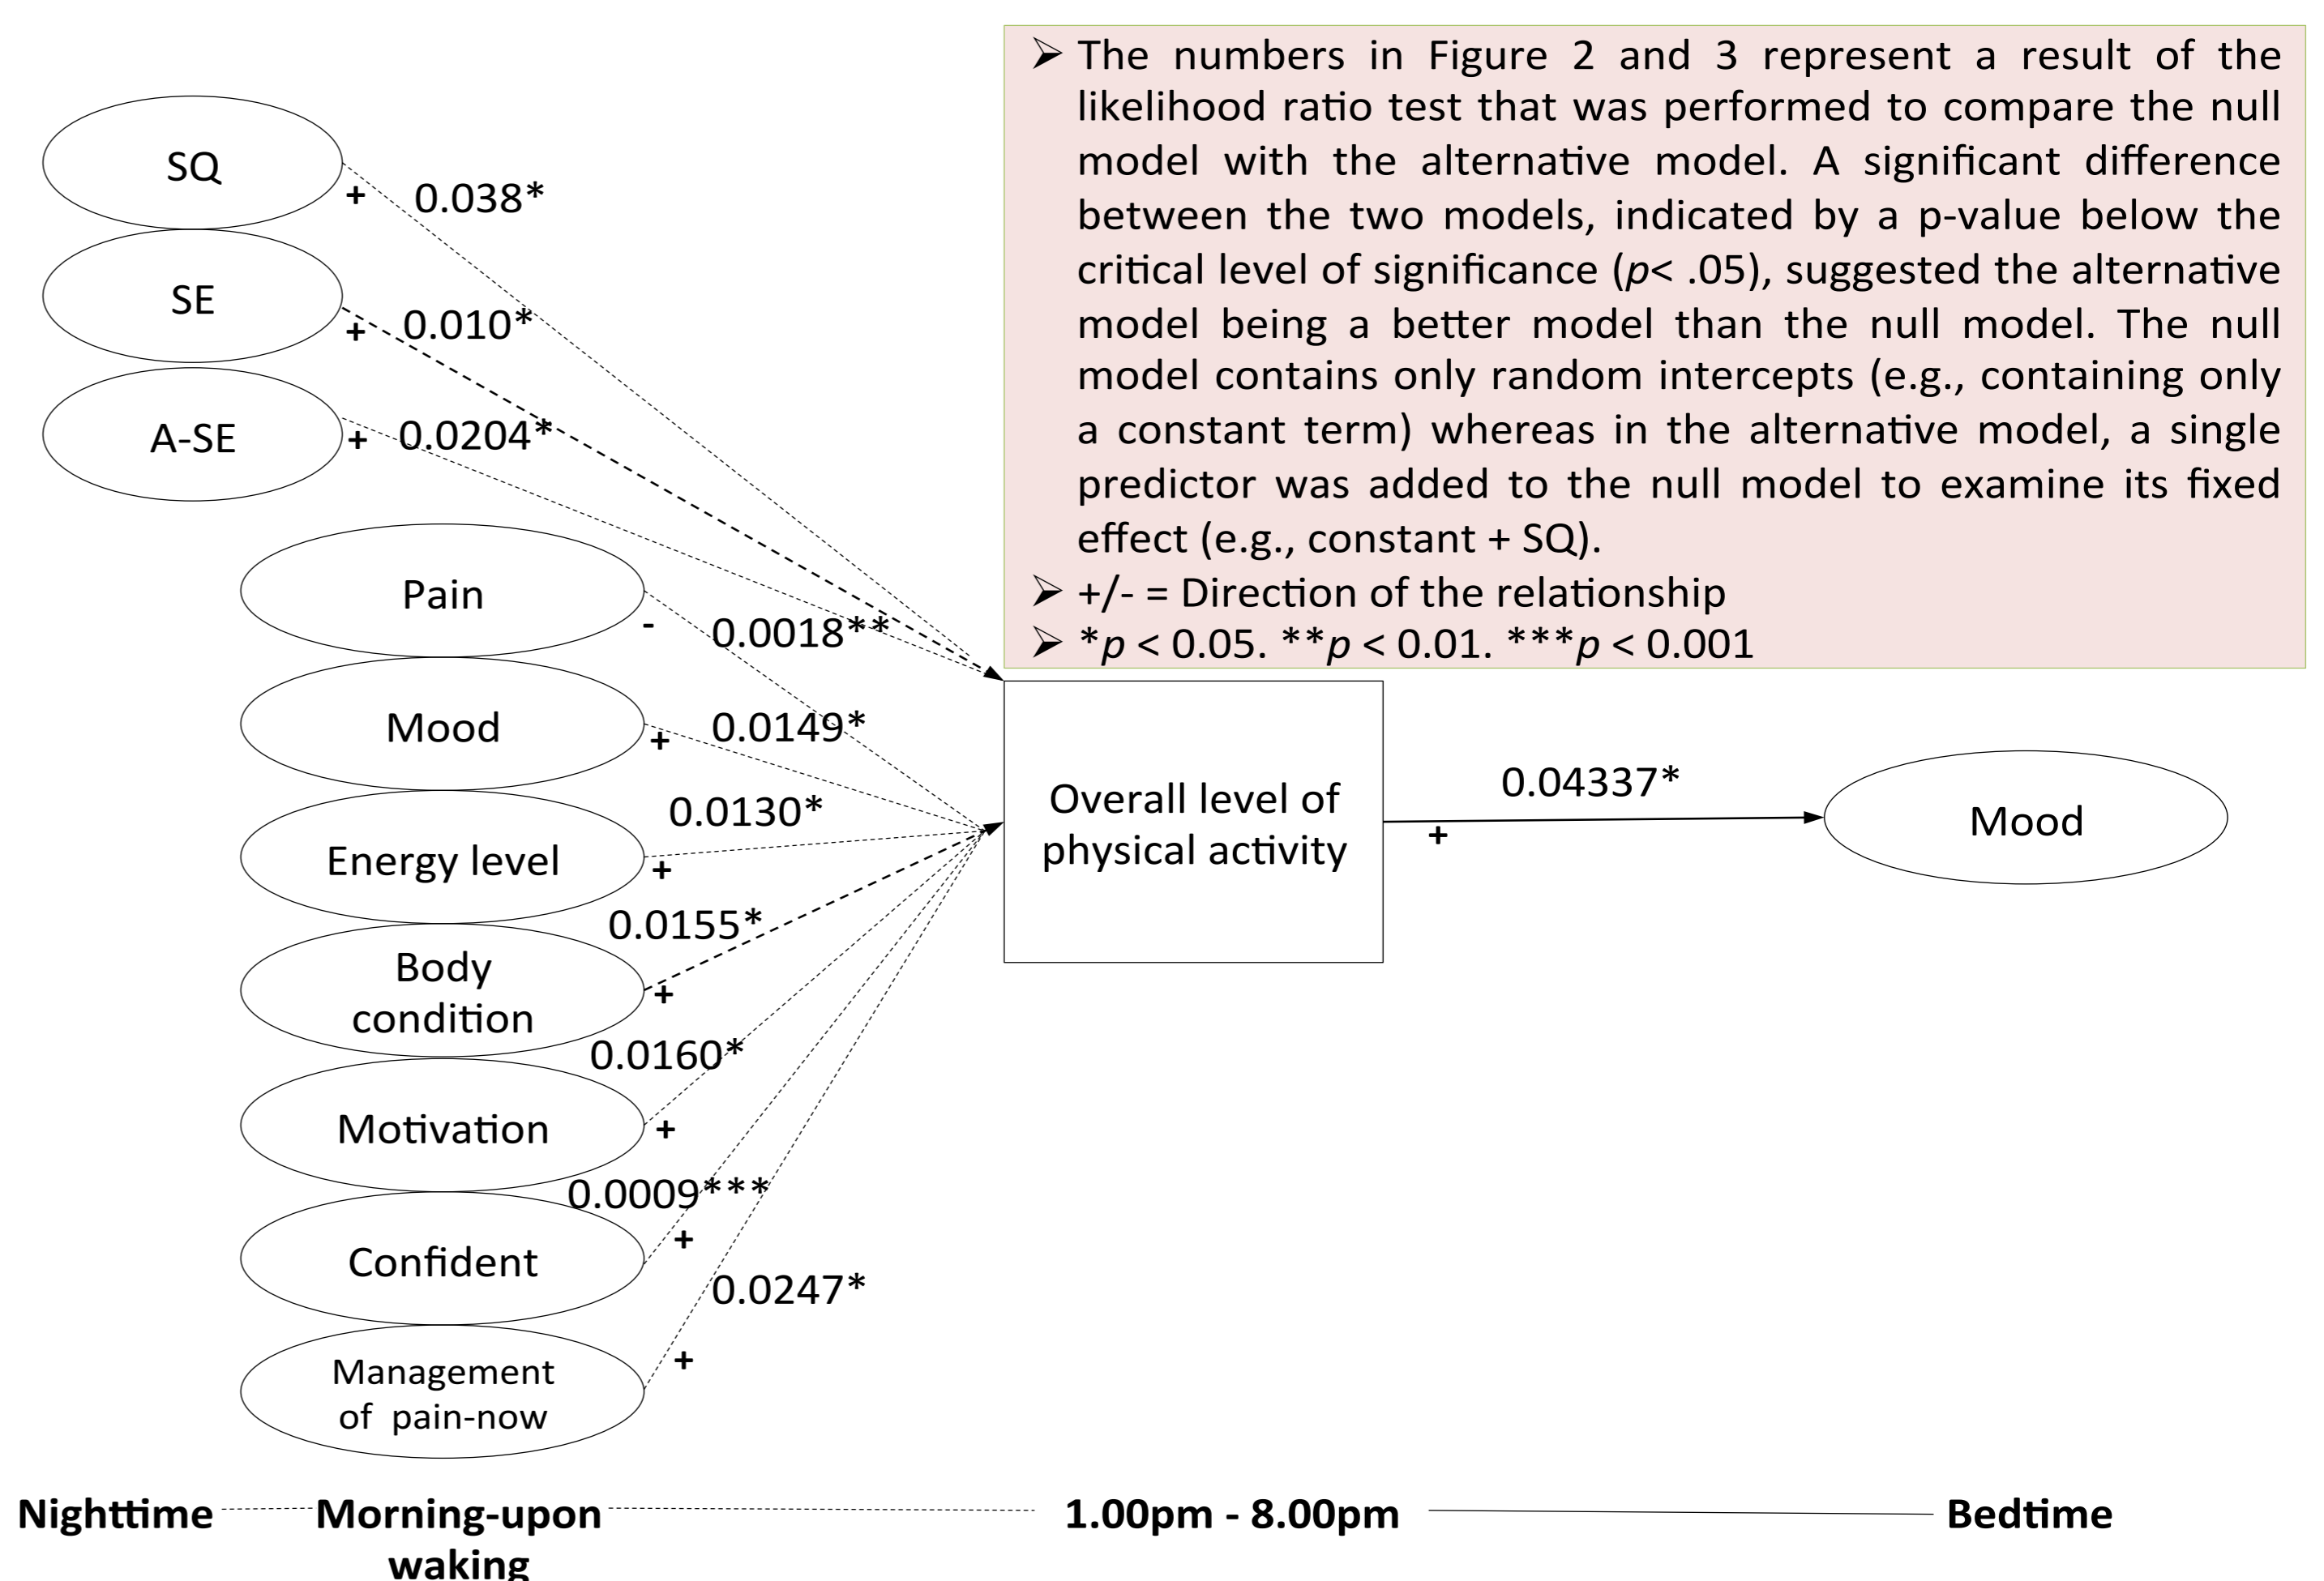 ➢ The numbers in Figure 2 and 3 represent a result of the
likelihood ratio test that was performed to compare the null
model with the alternative model. A significant difference
between the two models, indicated by a p-value below the
critical level of significance (p< .05), suggested the alternative
model being a better model than the null model. The null
model contains only random intercepts (e.g., containing only
a constant term) whereas in the alternative model, a single
predictor was added to the null model to examine its fixed
effect (e.g., constant + SQ).
➢ +/- = Direction of the relationship
➢ *p < 0.05. **p < 0.01. ***p < 0.001
SQ
+ 0.038*
SE
+ 0.010*
A-SE
+ 0.0204*
Pain
- 0.0018**
Mood
+ 0.0149*
Energy level
+ 0.0130*
Body
condition
+ 0.0155*
Motivation
+ 0.0160*
Confident
+ 0.0009***
Management
of pain-now
+ 0.0247*
Overall level of
physical activity
+ 0.04337*
Mood
Nighttime
Morning-upon
waking
1.00pm - 8.00pm
Bedtime